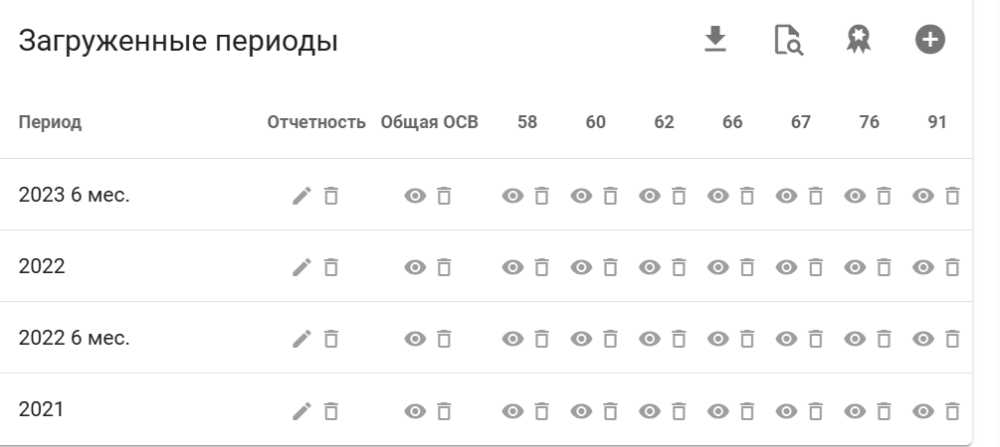 Загруженные периоды
Период Отчетность Общая ОСВ 58 60 62 66 67 76 91
2023 6 мес.
2022
2022 6 мес.
2021